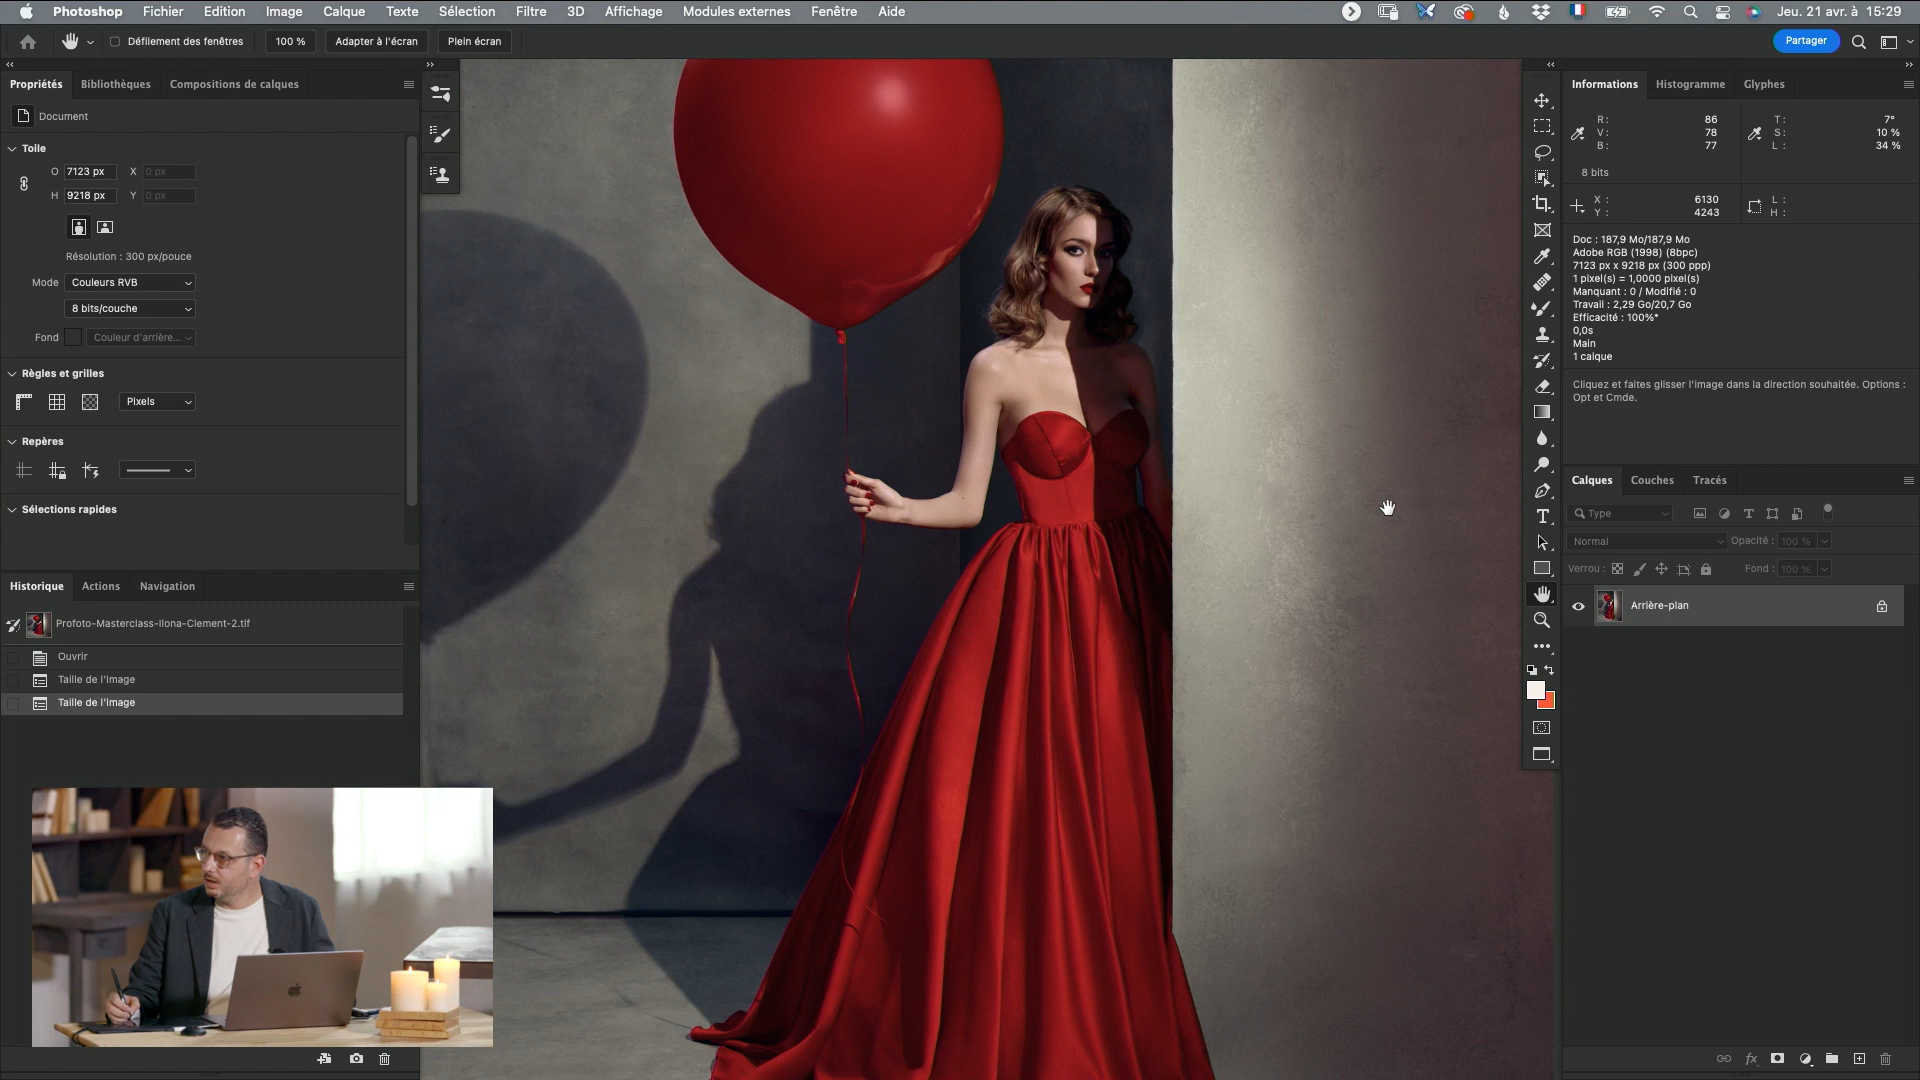 Photoshop Fichier Edition Image Calque Texte Sélection Filtre 3D Affichage Modules externes Fenêtre Aide Jeu. 21 avr. à 15:29
Défilement des fenêtres 100 % Adapter à l'écran Plein écran Partager
Propriétés Bibliothèques Compositions de calques
Document
Toile
O 7123 px X 0 px
H 9218 px Y 0 px
Résolution : 300 px/pouce
Mode Couleurs RVB
8 bits/couche
Fond Couleur d'arrière...
Règles et grilles
Pixels
Repères
Sélections rapides
Historique Actions Navigation
Profoto-Masterclass-Ilona-Clement-2.tif
Ouvrir
Taille de l'image
Taille de l'image
Informations Histogramme Glyphes
R : 86 T : 7°
V : 78 S : 10 %
B : 77 L : 34 %
8 bits
X : 6130 L :
Y : 4243 H :
Doc : 187,9 Mo/187,9 Mo
Adobe RGB (1998) (8bpc)
7123 px x 9218 px (300 ppp)
1 pixel(s) = 1,0000 pixel(s)
Manquant : 0 / Modifié : 0
Travail : 2,29 Go/20,7 Go
Efficacité : 100%*
0,0s
Main
1 calque
Cliquez et faites glisser l'image dans la direction souhaitée. Options :
Opt et Cmde.
Calques Couches Tracés
Type
Normal Opacité : 100 %
Verrou : Fond : 100 %
Arrière-plan
fx